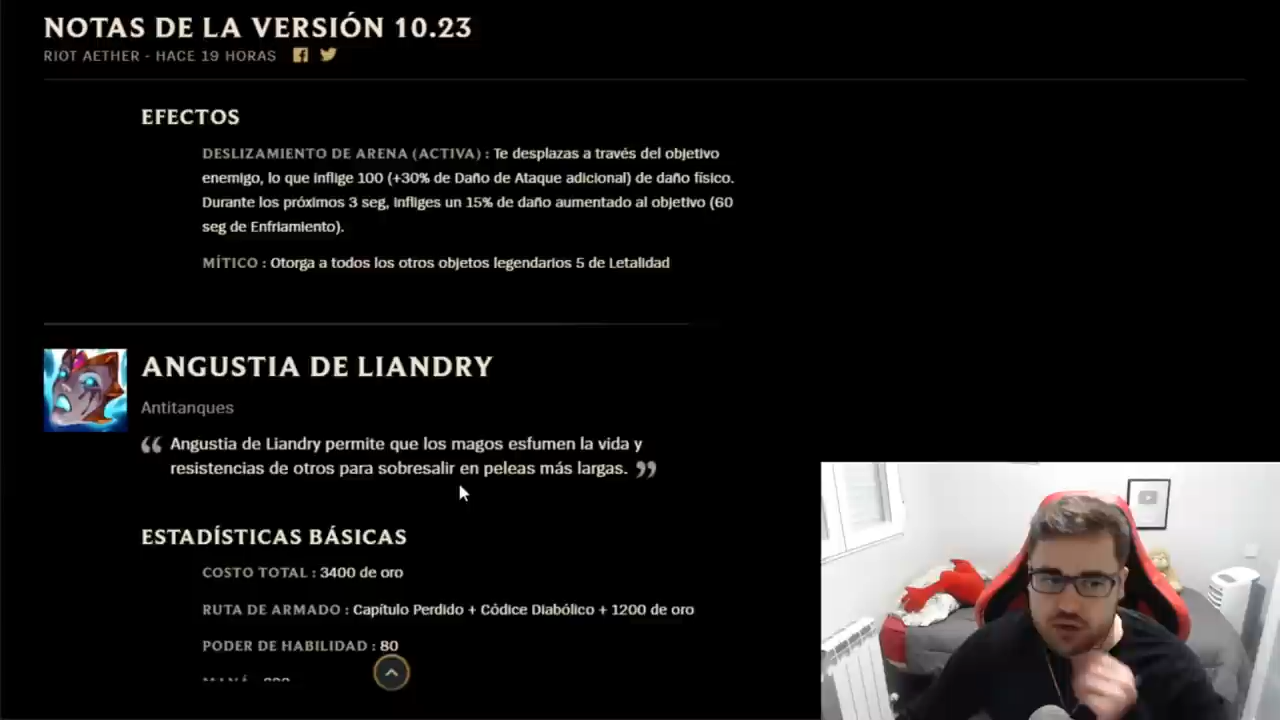 NOTAS DE LA VERSIÓN 10.23
RIOT AETHER - HACE 19 HORAS
EFECTOS
DESLIZAMIENTO DE ARENA (ACTIVA) : Te desplazas a través del objetivo
enemigo, lo que inflige 100 (+30% de Daño de Ataque adicional) de daño físico.
Durante los próximos 3 seg, infliges un 15% de daño aumentado al objetivo (60
seg de Enfriamiento).
MÍTICO : Otorga a todos los otros objetos legendarios 5 de Letalidad
ANGUSTIA DE LIANDRY
Antitanques
“ Angustia de Liandry permite que los magos esfumen la vida y
resistencias de otros para sobresalir en peleas más largas. ”
ESTADÍSTICAS BÁSICAS
COSTO TOTAL : 3400 de oro
RUTA DE ARMADO : Capítulo Perdido + Códice Diabólico + 1200 de oro
PODER DE HABILIDAD : 80